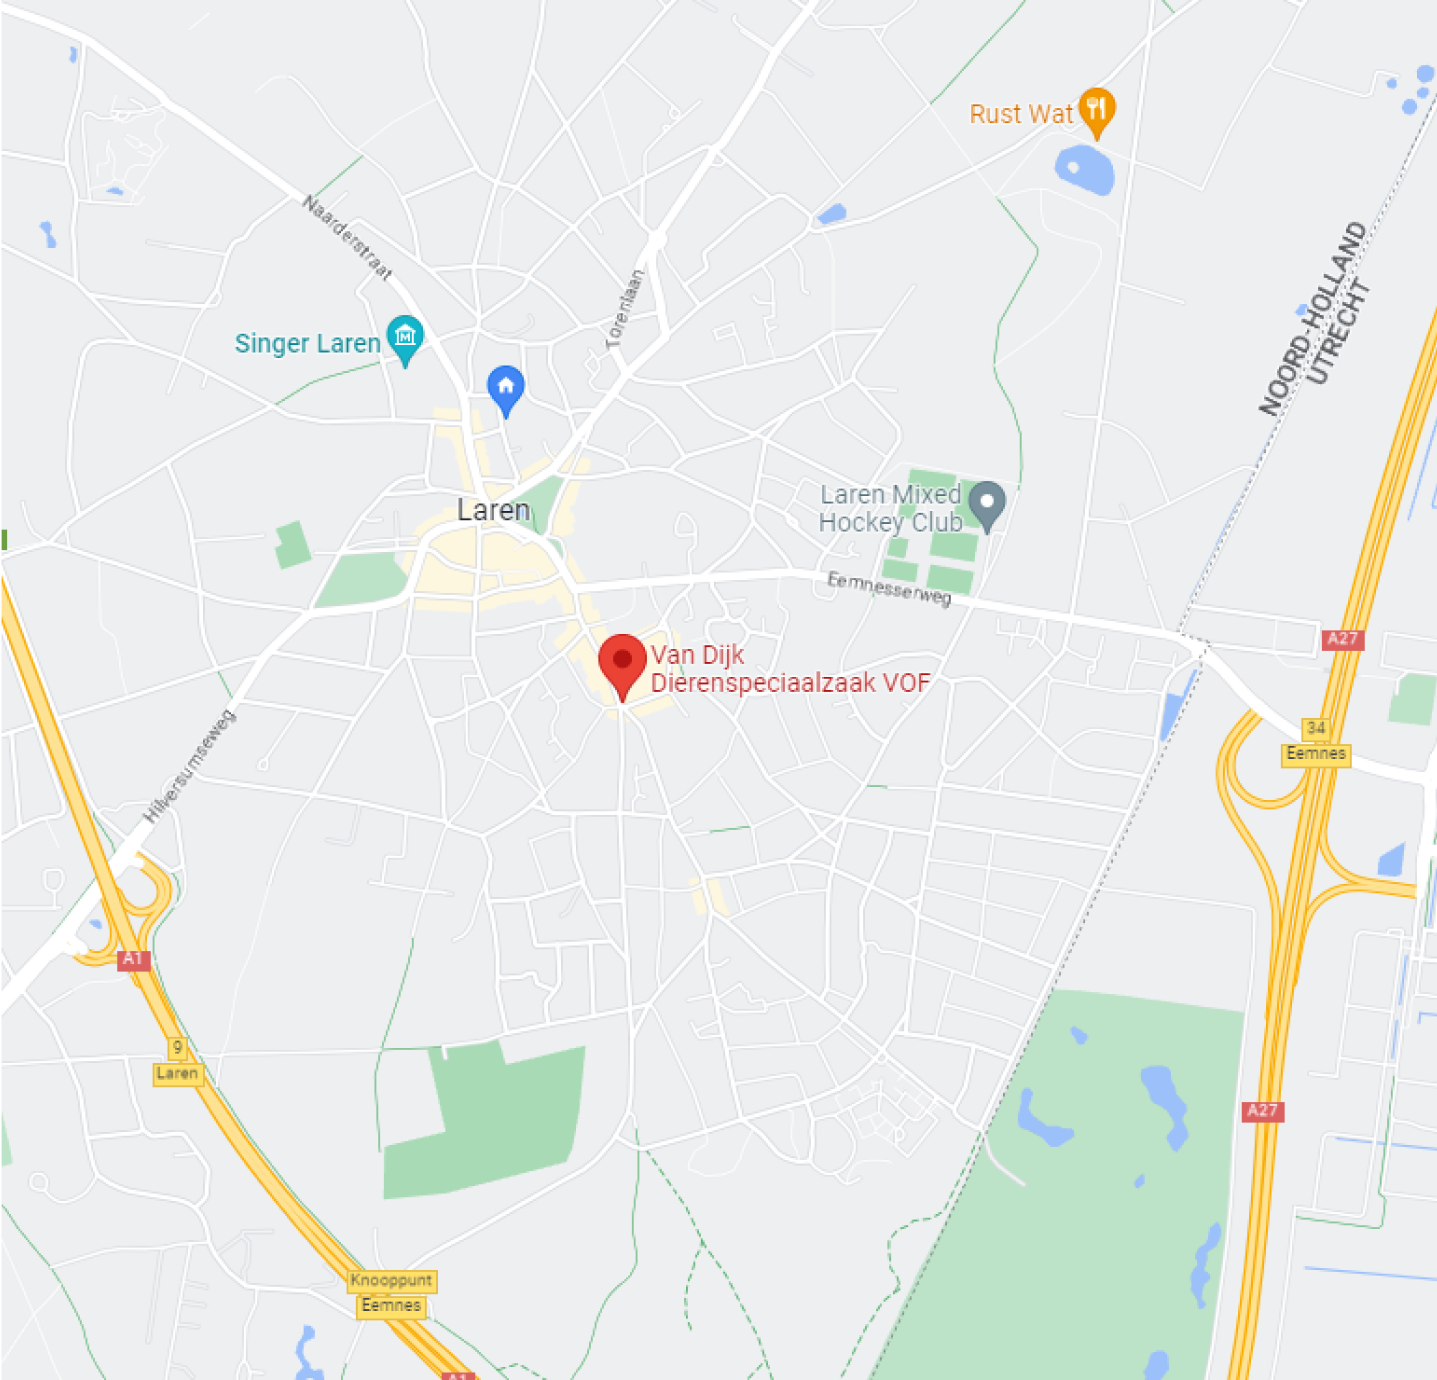 Rust Wat
Naarderstraat
NOORD-HOLLAND
UTRECHT
Torenlaan
Singer Laren
M
Laren Mixed
Hockey Club
Laren
Eemnesserweg
A27
Van Dijk
Dierenspeciaalzaak VOF
34
Eemnes
Hilversumseweg
A1
9
Laren
A27
Knooppunt
Eemnes
A1